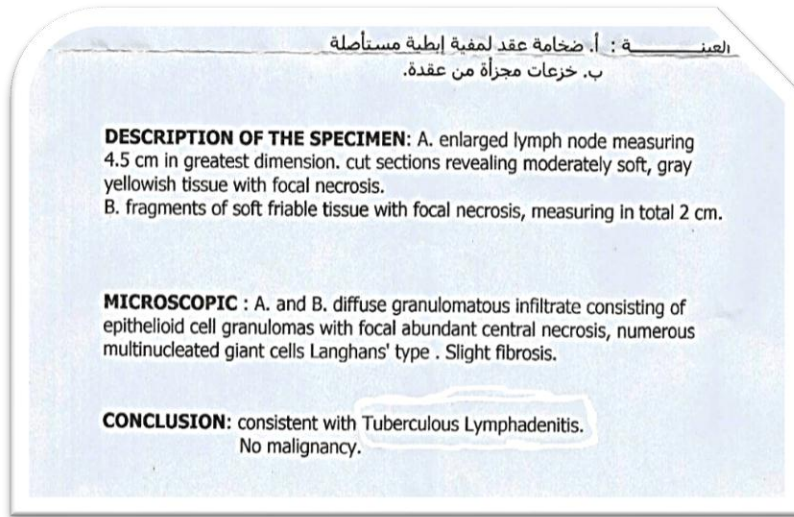 العينـــــــــة : أ. ضخامة عقد لمفية إبطية مستأصلة
ب. خزعات مجزأة من عقدة.
DESCRIPTION OF THE SPECIMEN: A. enlarged lymph node measuring
4.5 cm in greatest dimension. cut sections revealing moderately soft, gray
yellowish tissue with focal necrosis.
B. fragments of soft friable tissue with focal necrosis, measuring in total 2 cm.
MICROSCOPIC : A. and B. diffuse granulomatous infiltrate consisting of
epithelioid cell granulomas with focal abundant central necrosis, numerous
multinucleated giant cells Langhans' type . Slight fibrosis.
CONCLUSION: consistent with Tuberculous Lymphadenitis.
No malignancy.